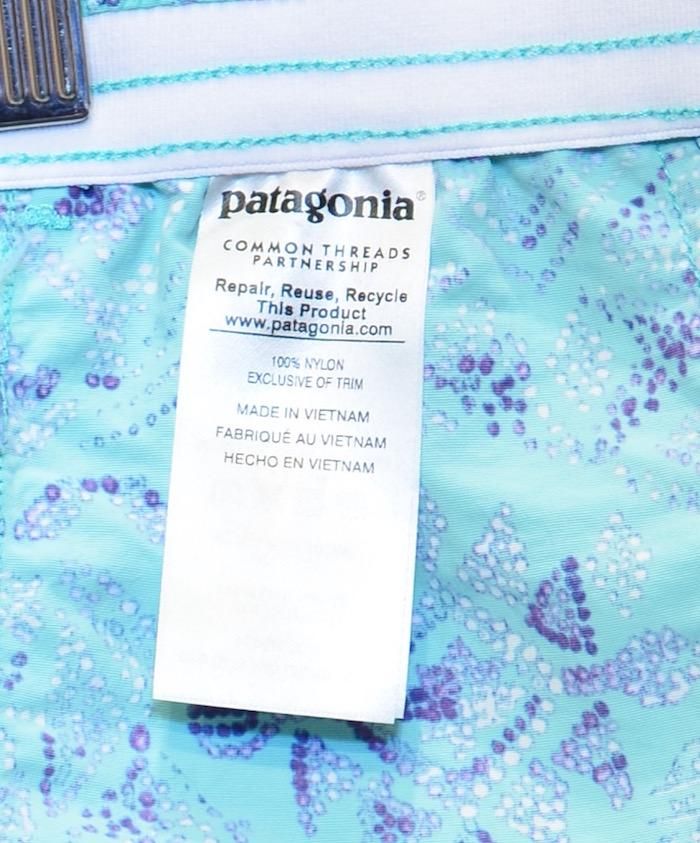 patagonia®
COMMON THREADS
PARTNERSHIP
Repair, Reuse, Recycle
This Product
www.patagonia.com
100% NYLON
EXCLUSIVE OF TRIM
MADE IN VIETNAM
FABRIQUÉ AU VIETNAM
HECHO EN VIETNAM